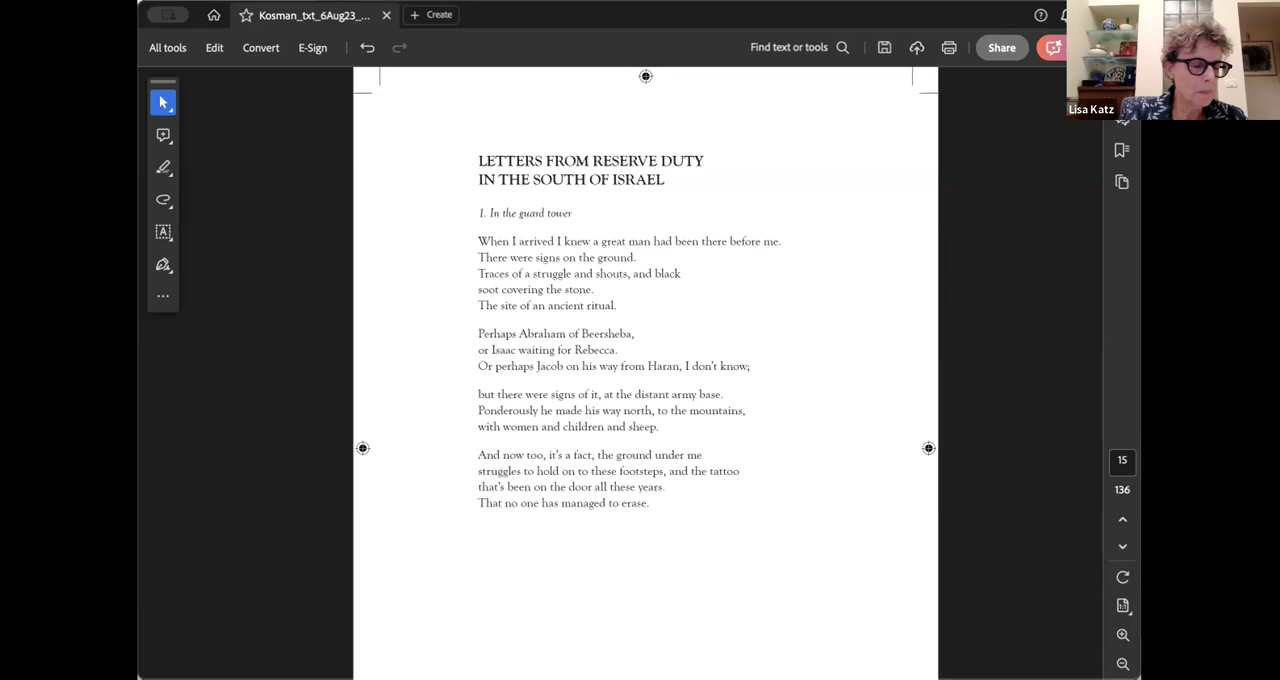 Kosman_txt_6Aug23_...
Create
All tools
Edit
Convert
E-Sign
Find text or tools
Share
Lisa Katz
LETTERS FROM RESERVE DUTY
IN THE SOUTH OF ISRAEL
1. In the guard tower
When I arrived I knew a great man had been there before me.
There were signs on the ground.
Traces of a struggle and shouts, and black
soot covering the stone.
The site of an ancient ritual.
Perhaps Abraham of Beersheba,
or Isaac waiting for Rebecca.
Or perhaps Jacob on his way from Haran, I don't know;
but there were signs of it, at the distant army base.
Ponderously he made his way north, to the mountains,
with women and children and sheep.
And now too, it's a fact, the ground under me
struggles to hold on to these footsteps, and the tattoo
that's been on the door all these years.
That no one has managed to erase.
15
136